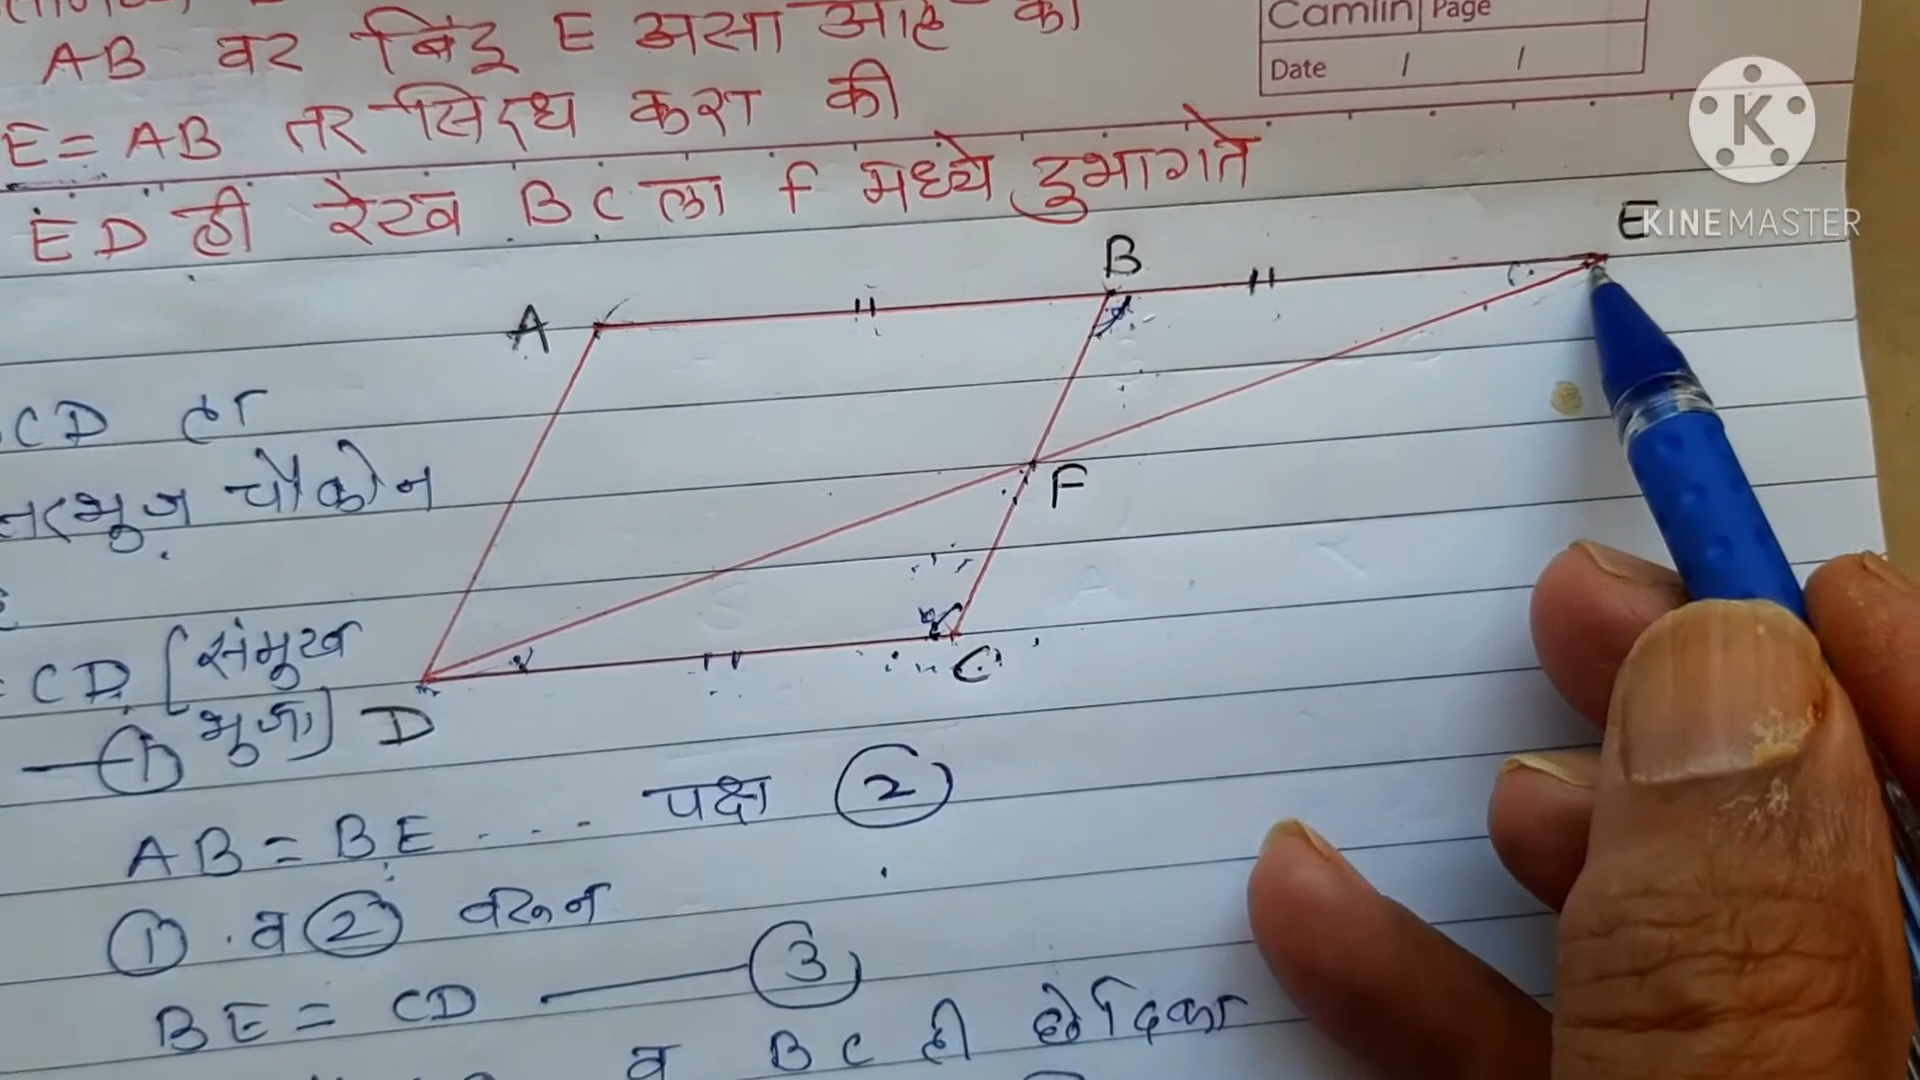 Camlin Page
Date / /
AB वर बिंदू E असा आहे की
E = AB तर सिद्ध करा की
ED ही रेख BC ला F मध्ये दुभागते
KINEMASTER
K
A
B
E
F
C
D
CD हा
चौकोन
= CD [संमुख
भुजा]
1
AB = BE .... पक्ष 2
1 व 2 वरून
BE = CD — 3
व BC ही छेदिका